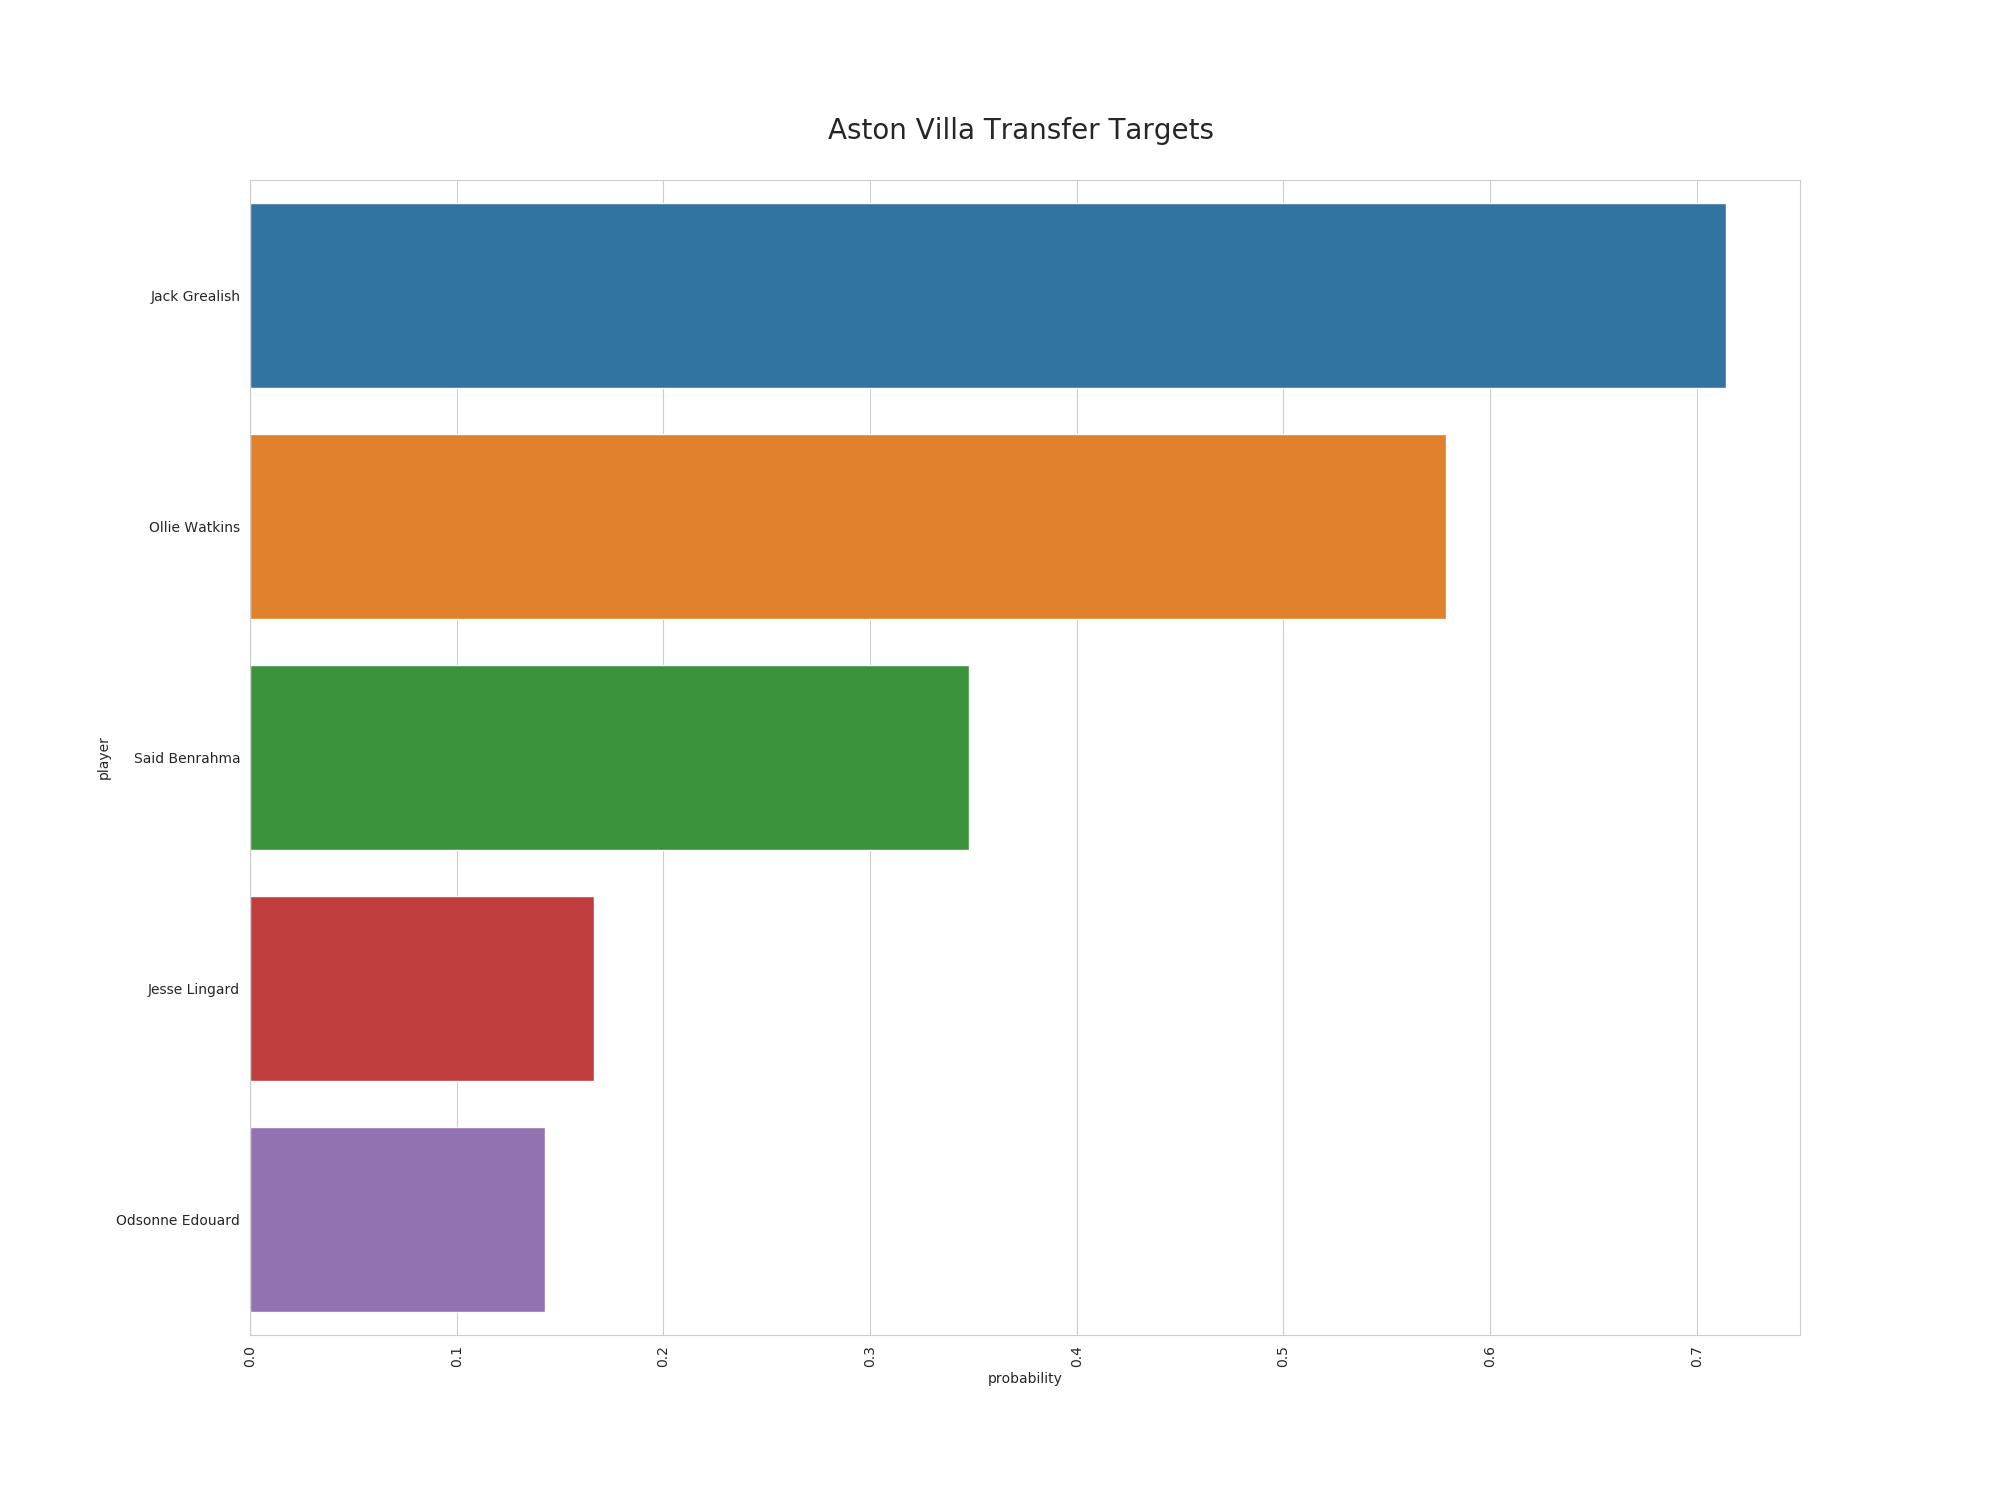 Aston Villa Transfer Targets
player
Jack Grealish
Ollie Watkins
Said Benrahma
Jesse Lingard
Odsonne Edouard
0.0
0.1
0.2
0.3
0.4
0.5
0.6
0.7
probability